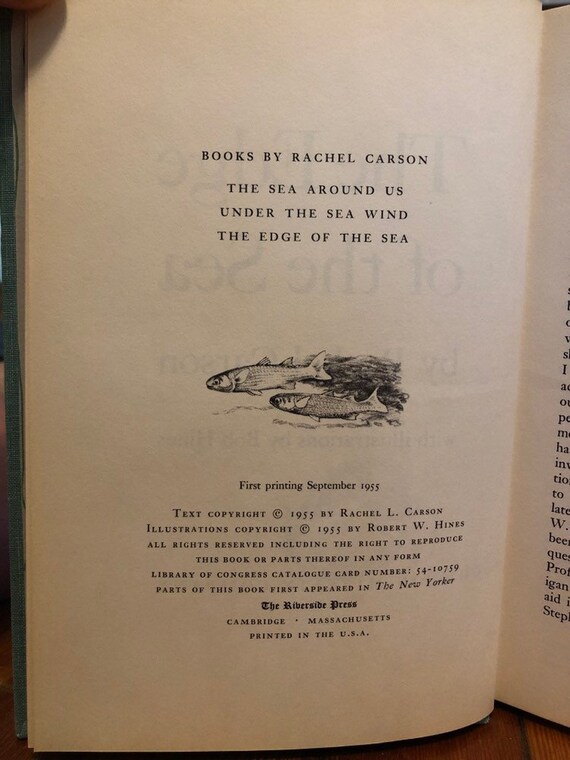 BOOKS BY RACHEL CARSON
THE SEA AROUND US
UNDER THE SEA WIND
THE EDGE OF THE SEA
First printing September 1955
TEXT COPYRIGHT © 1955 BY RACHEL L. CARSON
ILLUSTRATIONS COPYRIGHT © 1955 BY ROBERT W. HINES
ALL RIGHTS RESERVED INCLUDING THE RIGHT TO REPRODUCE
THIS BOOK OR PARTS THEREOF IN ANY FORM
LIBRARY OF CONGRESS CATALOGUE CARD NUMBER: 54-10759
PARTS OF THIS BOOK FIRST APPEARED IN The New Yorker
The Riverside Press
CAMBRIDGE · MASSACHUSETTS
PRINTED IN THE U.S.A.
I
to
W.
been
aid